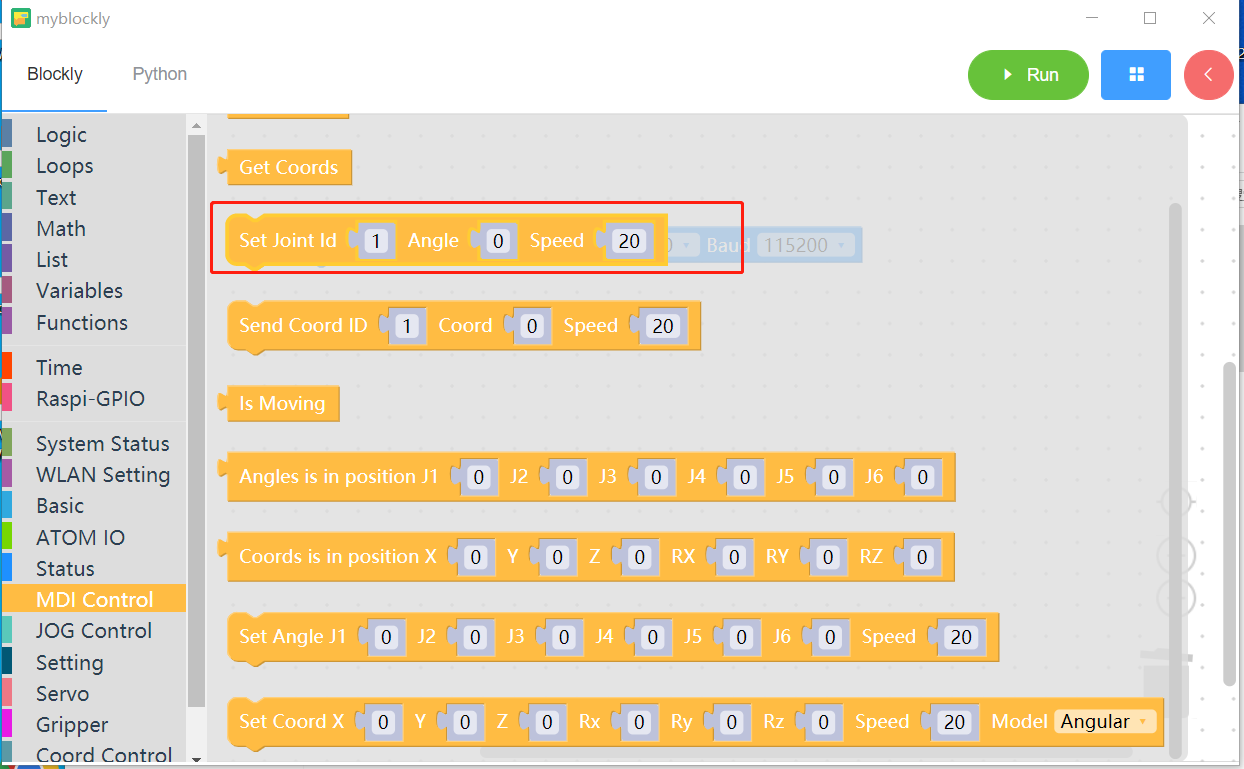 myblockly
Blockly Python Run
Logic
Loops
Text
Math
List
Variables
Functions
Time
Raspi-GPIO
System Status
WLAN Setting
Basic
ATOM IO
Status
MDI Control
JOG Control
Setting
Servo
Gripper
Coord Control
Get Coords
Set Joint Id 1 Angle 0 Speed 20 0 Baud 115200
Send Coord ID 1 Coord 0 Speed 20
Is Moving
Angles is in position J1 0 J2 0 J3 0 J4 0 J5 0 J6 0
Coords is in position X 0 Y 0 Z 0 RX 0 RY 0 RZ 0
Set Angle J1 0 J2 0 J3 0 J4 0 J5 0 J6 0 Speed 20
Set Coord X 0 Y 0 Z 0 Rx 0 Ry 0 Rz 0 Speed 20 Model Angular